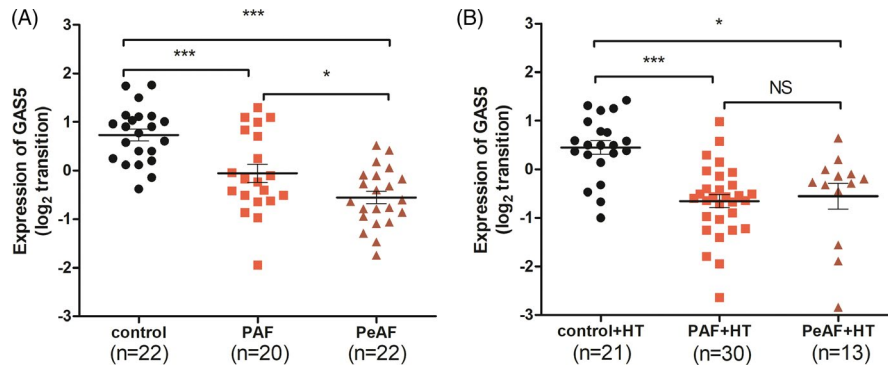 (A)
***
***
*
3
2
1
0
-1
-2
-3
Expression of GAS5
(log2 transition)
control
(n=22)
PAF
(n=20)
PeAF
(n=22)
(B)
*
***
NS
3
2
1
0
-1
-2
-3
Expression of GAS5
(log2 transition)
control+HT
(n=21)
PAF+HT
(n=30)
PeAF+HT
(n=13)